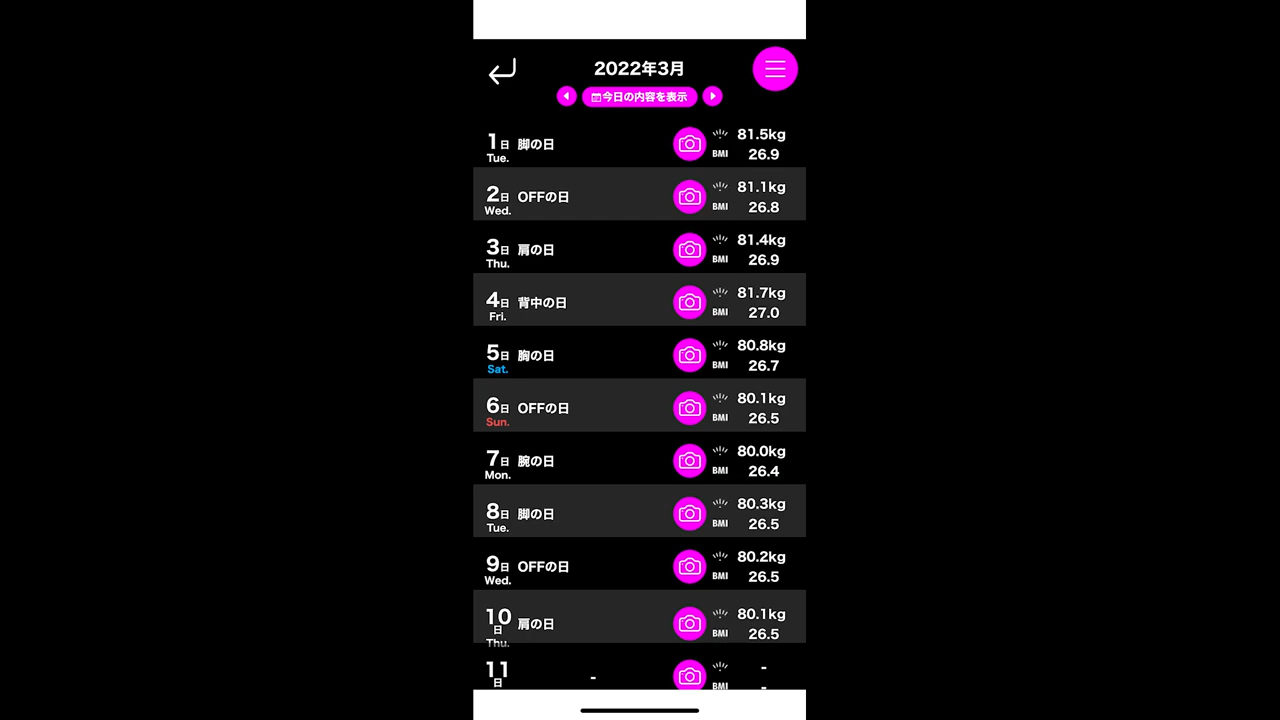 2022年3月
今日の内容を表示
1日 脚の日 81.5kg
Tue. BMI 26.9
2日 OFFの日 81.1kg
Wed. BMI 26.8
3日 肩の日 81.4kg
Thu. BMI 26.9
4日 背中の日 81.7kg
Fri. BMI 27.0
5日 胸の日 80.8kg
Sat. BMI 26.7
6日 OFFの日 80.1kg
Sun. BMI 26.5
7日 腕の日 80.0kg
Mon. BMI 26.4
8日 脚の日 80.3kg
Tue. BMI 26.5
9日 OFFの日 80.2kg
Wed. BMI 26.5
10日 肩の日 80.1kg
Thu. BMI 26.5
11日 - -
BMI -